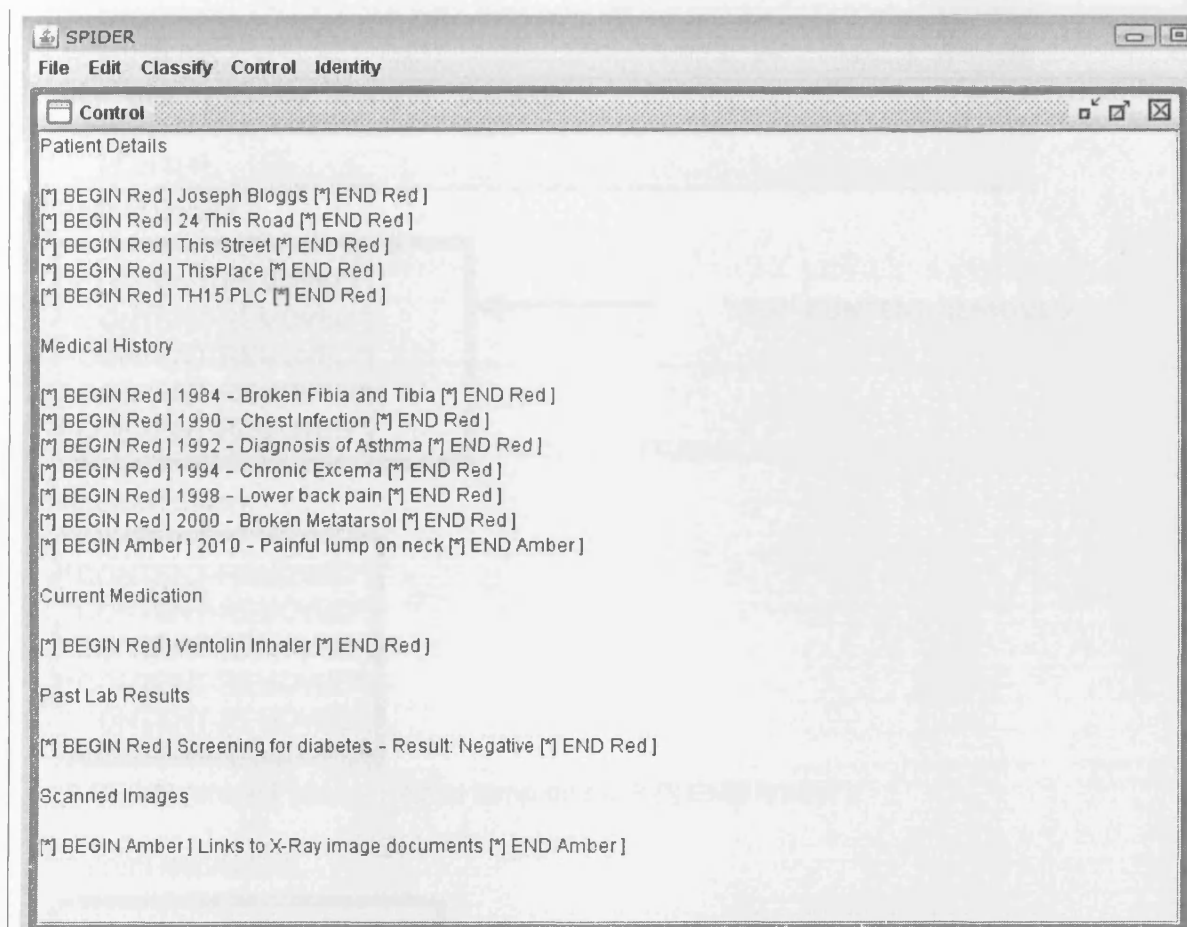 SPIDER
File Edit Classify Control Identity
Control
Patient Details
[*] BEGIN Red ] Joseph Bloggs [*] END Red ]
[*] BEGIN Red ] 24 This Road [*] END Red ]
[*] BEGIN Red ] This Street [*] END Red ]
[*] BEGIN Red ] ThisPlace [*] END Red ]
[*] BEGIN Red ] TH15 PLC [*] END Red ]
Medical History
[*] BEGIN Red ] 1984 - Broken Fibia and Tibia [*] END Red ]
[*] BEGIN Red ] 1990 - Chest Infection [*] END Red ]
[*] BEGIN Red ] 1992 - Diagnosis of Asthma [*] END Red ]
[*] BEGIN Red ] 1994 - Chronic Excema [*] END Red ]
[*] BEGIN Red ] 1998 - Lower back pain [*] END Red ]
[*] BEGIN Red ] 2000 - Broken Metatarsol [*] END Red ]
[*] BEGIN Amber ] 2010 - Painful lump on neck [*] END Amber ]
Current Medication
[*] BEGIN Red ] Ventolin Inhaler [*] END Red ]
Past Lab Results
[*] BEGIN Red ] Screening for diabetes - Result: Negative [*] END Red ]
Scanned Images
[*] BEGIN Amber ] Links to X-Ray image documents [*] END Amber ]